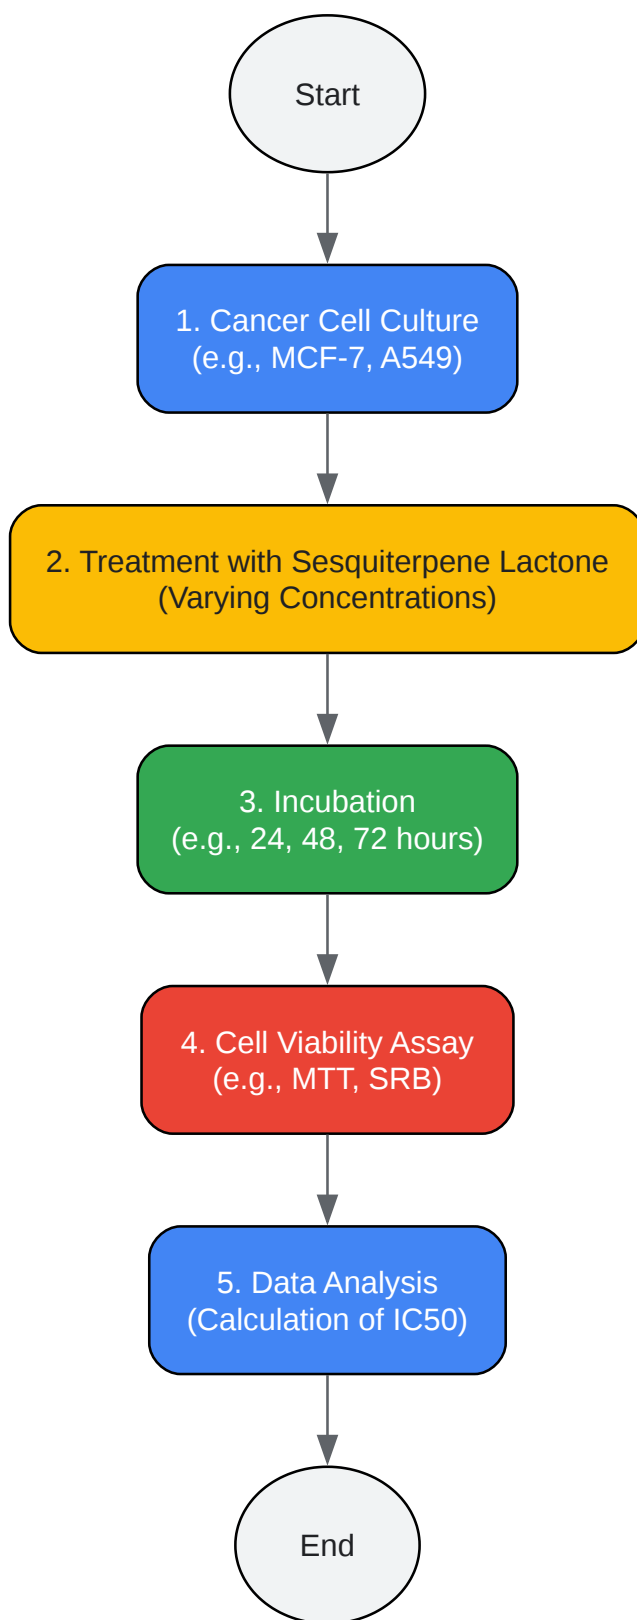 Start
1. Cancer Cell Culture
(e.g., MCF-7, A549)
2. Treatment with Sesquiterpene Lactone
(Varying Concentrations)
3. Incubation
(e.g., 24, 48, 72 hours)
4. Cell Viability Assay
(e.g., MTT, SRB)
5. Data Analysis
(Calculation of IC50)
End